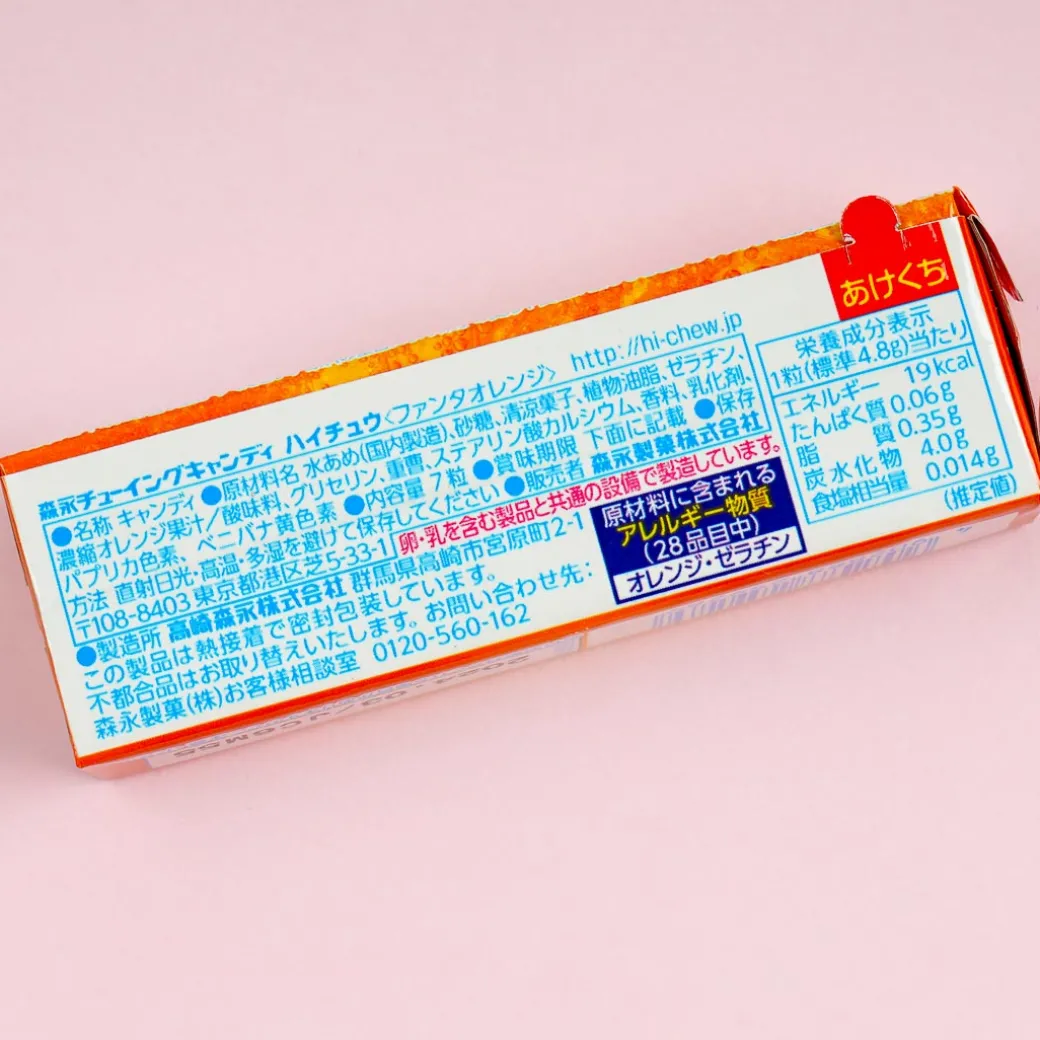 あけくち
森永チューイングキャンディ ハイチュウ〈ファンタオレンジ〉 http://hi-chew.jp
●名称 キャンディ ●原材料名 水あめ(国内製造)、砂糖、清涼菓子、植物油脂、ゼラチン、
濃縮オレンジ果汁/酸味料、グリセリン、重曹、ステアリン酸カルシウム、香料、乳化剤、
パプリカ色素、ベニバナ黄色素 ●内容量 7粒 ●賞味期限 下面に記載 ●保存
方法 直射日光・高温・多湿を避けて保存してください ●販売者 森永製菓株式会社
〒108-8403 東京都港区芝5-33-1 卵・乳を含む製品と共通の設備で製造しています。
●製造所 高崎森永株式会社 群馬県高崎市宮原町2-1
この製品は熱接着で密封包装しています。
不都合品はお取り替えいたします。お問い合わせ先:
森永製菓(株)お客様相談室 0120-560-162
原材料に含まれる
アレルギー物質
(28品目中)
オレンジ・ゼラチン
栄養成分表示
1粒(標準4.8g)当たり
エネルギー 19kcal
たんぱく質 0.06g
脂質 0.35g
炭水化物 4.0g
食塩相当量 0.014g
(推定値)